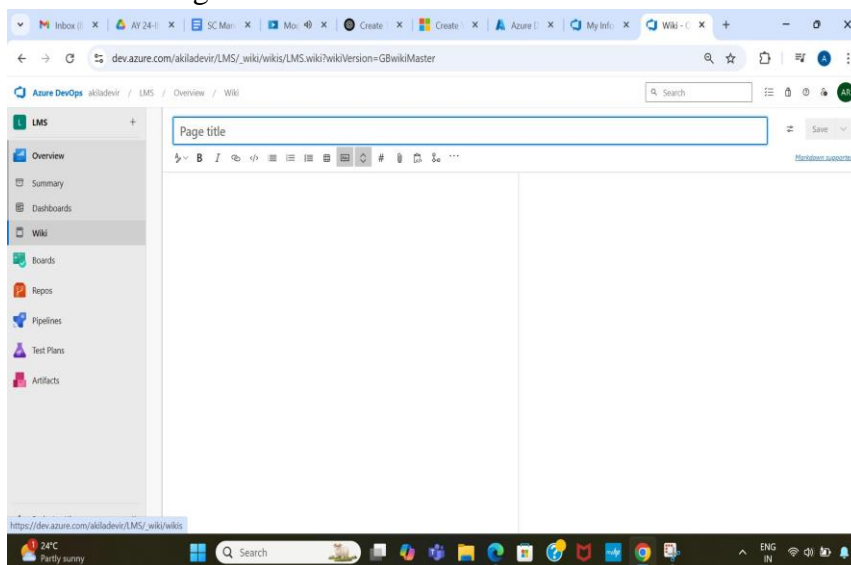 Inbox (
AY 24-
SC Man
Mod
Create
Create
Azure D
My Info
Wiki - C
dev.azure.com/akiladevir/LMS/_wiki/wikis/LMS.wiki?wikiVersion=GBwikiMaster
Azure DevOps akiladevir / LMS / Overview / Wiki
Search
AR
L LMS +
Page title
Save
Markdown supported
Overview
Summary
Dashboards
Wiki
Boards
Repos
Pipelines
Test Plans
Artifacts
https://dev.azure.com/akiladevir/LMS/_wiki/wikis
24°C
Partly sunny
Search
ENG
IN